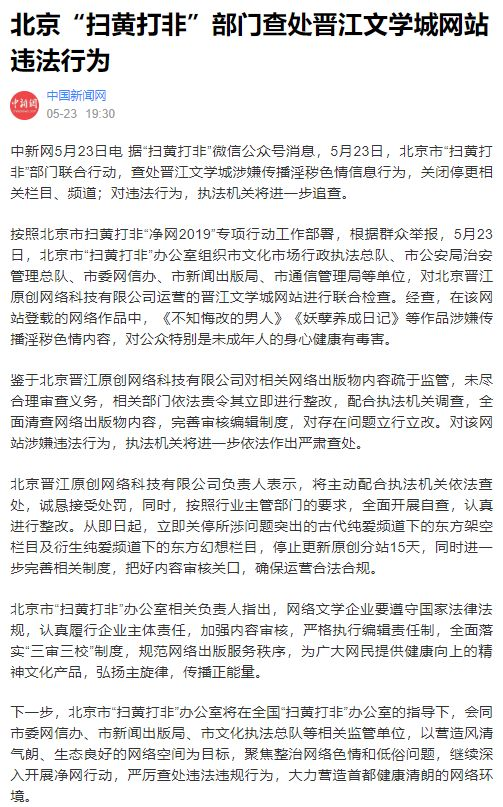 北京“扫黄打非”部门查处晋江文学城网站
违法行为
中新网
中国新闻网
05-23 19:30
中新网5月23日电 据“扫黄打非”微信公众号消息，5月23日，北京市“扫黄
打非”部门联合行动，查处晋江文学城涉嫌传播淫秽色情信息行为，关闭停更相
关栏目、频道；对违法行为，执法机关将进一步追查。
按照北京市扫黄打非“净网2019”专项行动工作部署，根据群众举报，5月23
日，北京市“扫黄打非”办公室组织市文化市场行政执法总队、市公安局治安
管理总队、市委网信办、市新闻出版局、市通信管理局等单位，对北京晋江
原创网络科技有限公司运营的晋江文学城网站进行联合检查。经查，在该网
站登载的网络作品中，《不知悔改的男人》《妖孽养成日记》等作品涉嫌传
播淫秽色情内容，对公众特别是未成年人的身心健康有毒害。
鉴于北京晋江原创网络科技有限公司对相关网络出版物内容疏于监管，未尽
合理审查义务，相关部门依法责令其立即进行整改，配合执法机关调查，全
面清查网络出版物内容，完善审核编辑制度，对存在问题立行立改。对该网
站涉嫌违法行为，执法机关将进一步依法作出严肃查处。
北京晋江原创网络科技有限公司负责人表示，将主动配合执法机关依法查
处，诚恳接受处罚，同时，按照行业主管部门的要求，全面开展自查，认真
进行整改。从即日起，立即关停所涉问题突出的古代纯爱频道下的东方架空
栏目及衍生纯爱频道下的东方幻想栏目，停止更新原创分站15天，同时进一
步完善相关制度，把好内容审核关口，确保运营合法合规。
北京市“扫黄打非”办公室相关负责人指出，网络文学企业要遵守国家法律法
规，认真履行企业主体责任，加强内容审核，严格执行编辑责任制，全面落
实“三审三校”制度，规范网络出版服务秩序，为广大网民提供健康向上的精
神文化产品，弘扬主旋律，传播正能量。
下一步，北京市“扫黄打非”办公室将在全国“扫黄打非”办公室的指导下，会同
市委网信办、市新闻出版局、市文化执法总队等相关监管单位，以营造风清
气朗、生态良好的网络空间为目标，聚焦整治网络色情和低俗问题，继续深
入开展净网行动，严厉查处违法违规行为，大力营造首都健康清朗的网络环
境。